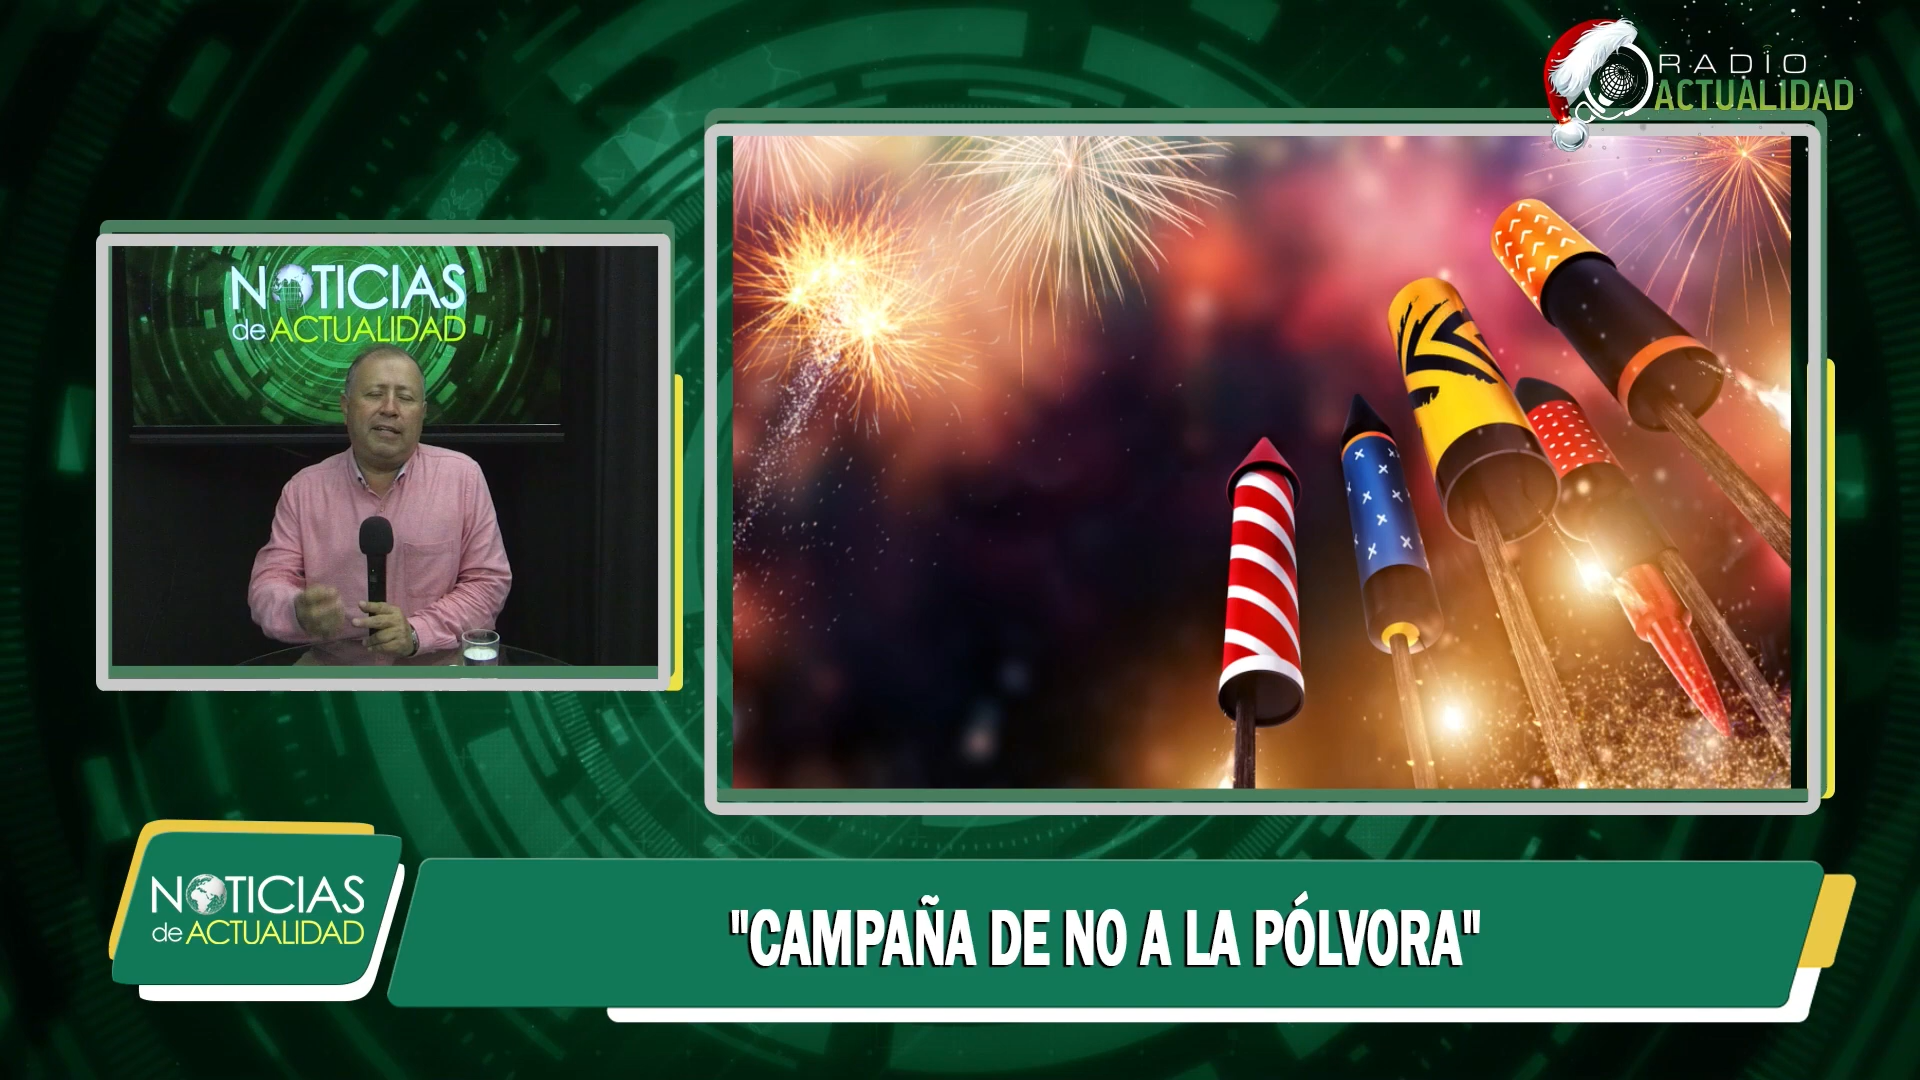 RADIO
ACTUALIDAD
NOTICIAS
de ACTUALIDAD
NOTICIAS
de ACTUALIDAD
"CAMPAÑA DE NO A LA PÓLVORA"